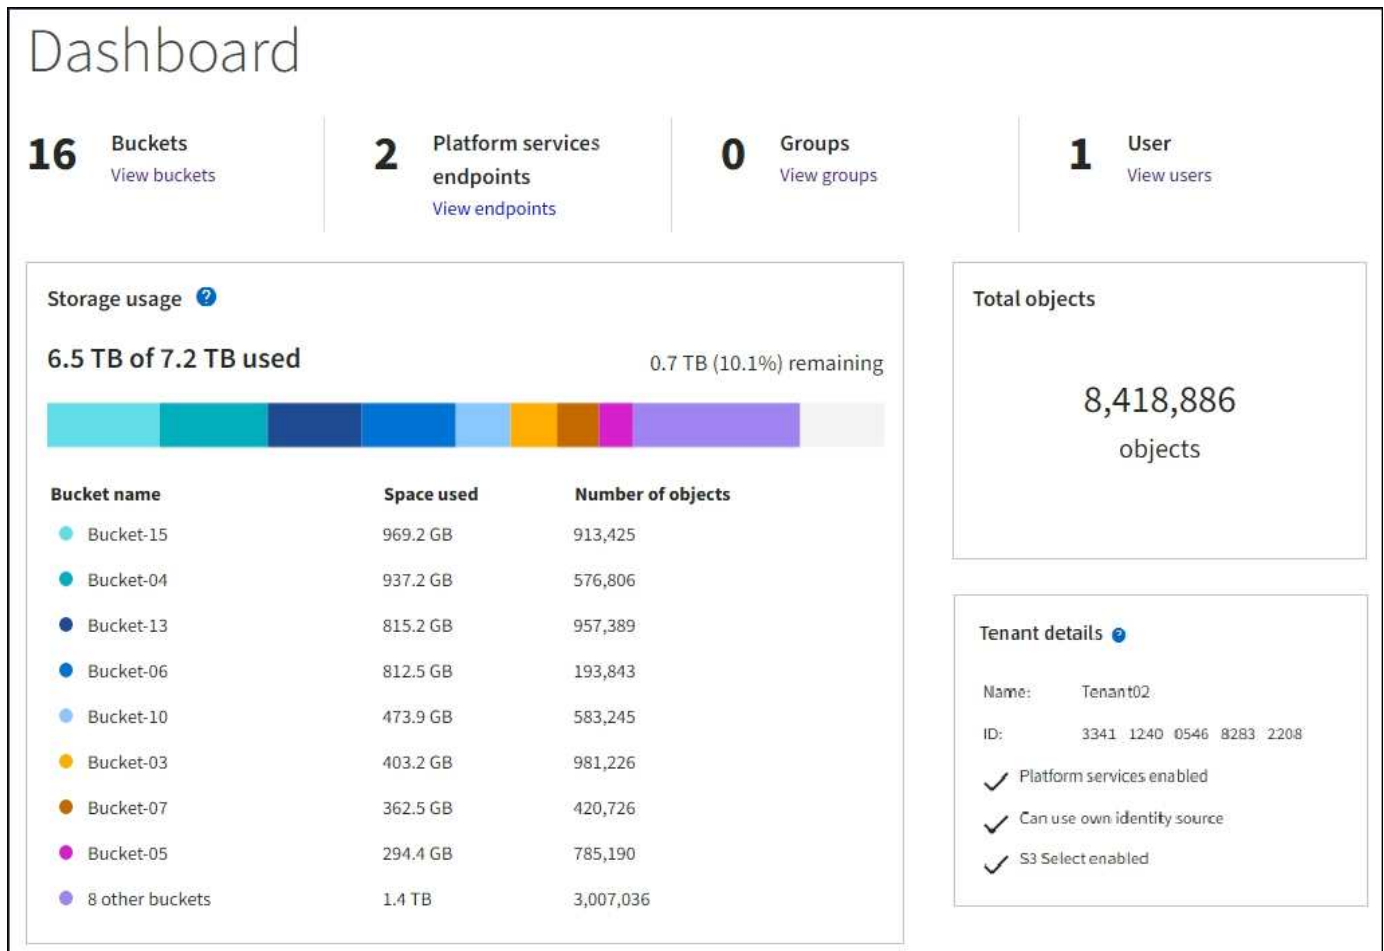 Dashboard
16 Buckets
View buckets
2 Platform services
endpoints
View endpoints
0 Groups
View groups
1 User
View users
Storage usage ?
6.5 TB of 7.2 TB used
0.7 TB (10.1%) remaining
Bucket name Space used Number of objects
Bucket-15 969.2 GB 913,425
Bucket-04 937.2 GB 576,806
Bucket-13 815.2 GB 957,389
Bucket-06 812.5 GB 193,843
Bucket-10 473.9 GB 583,245
Bucket-03 403.2 GB 981,226
Bucket-07 362.5 GB 420,726
Bucket-05 294.4 GB 785,190
8 other buckets 1.4 TB 3,007,036
Total objects
8,418,886
objects
Tenant details ?
Name: Tenant02
ID: 3341 1240 0546 8283 2208
Platform services enabled
Can use own identity source
S3 Select enabled